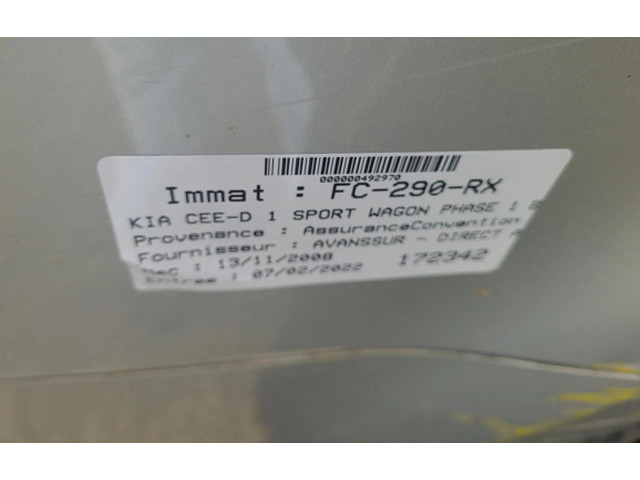 000000492970
Immat : FC-290-RX
KIA CEE-D 1 SPORT WAGON PHASE 1
Provenance : AssuranceConvention
Fournisseur : AVANSSUR - DIRECT
MeC : 13/11/2008
Entree : 07/02/2022 172342